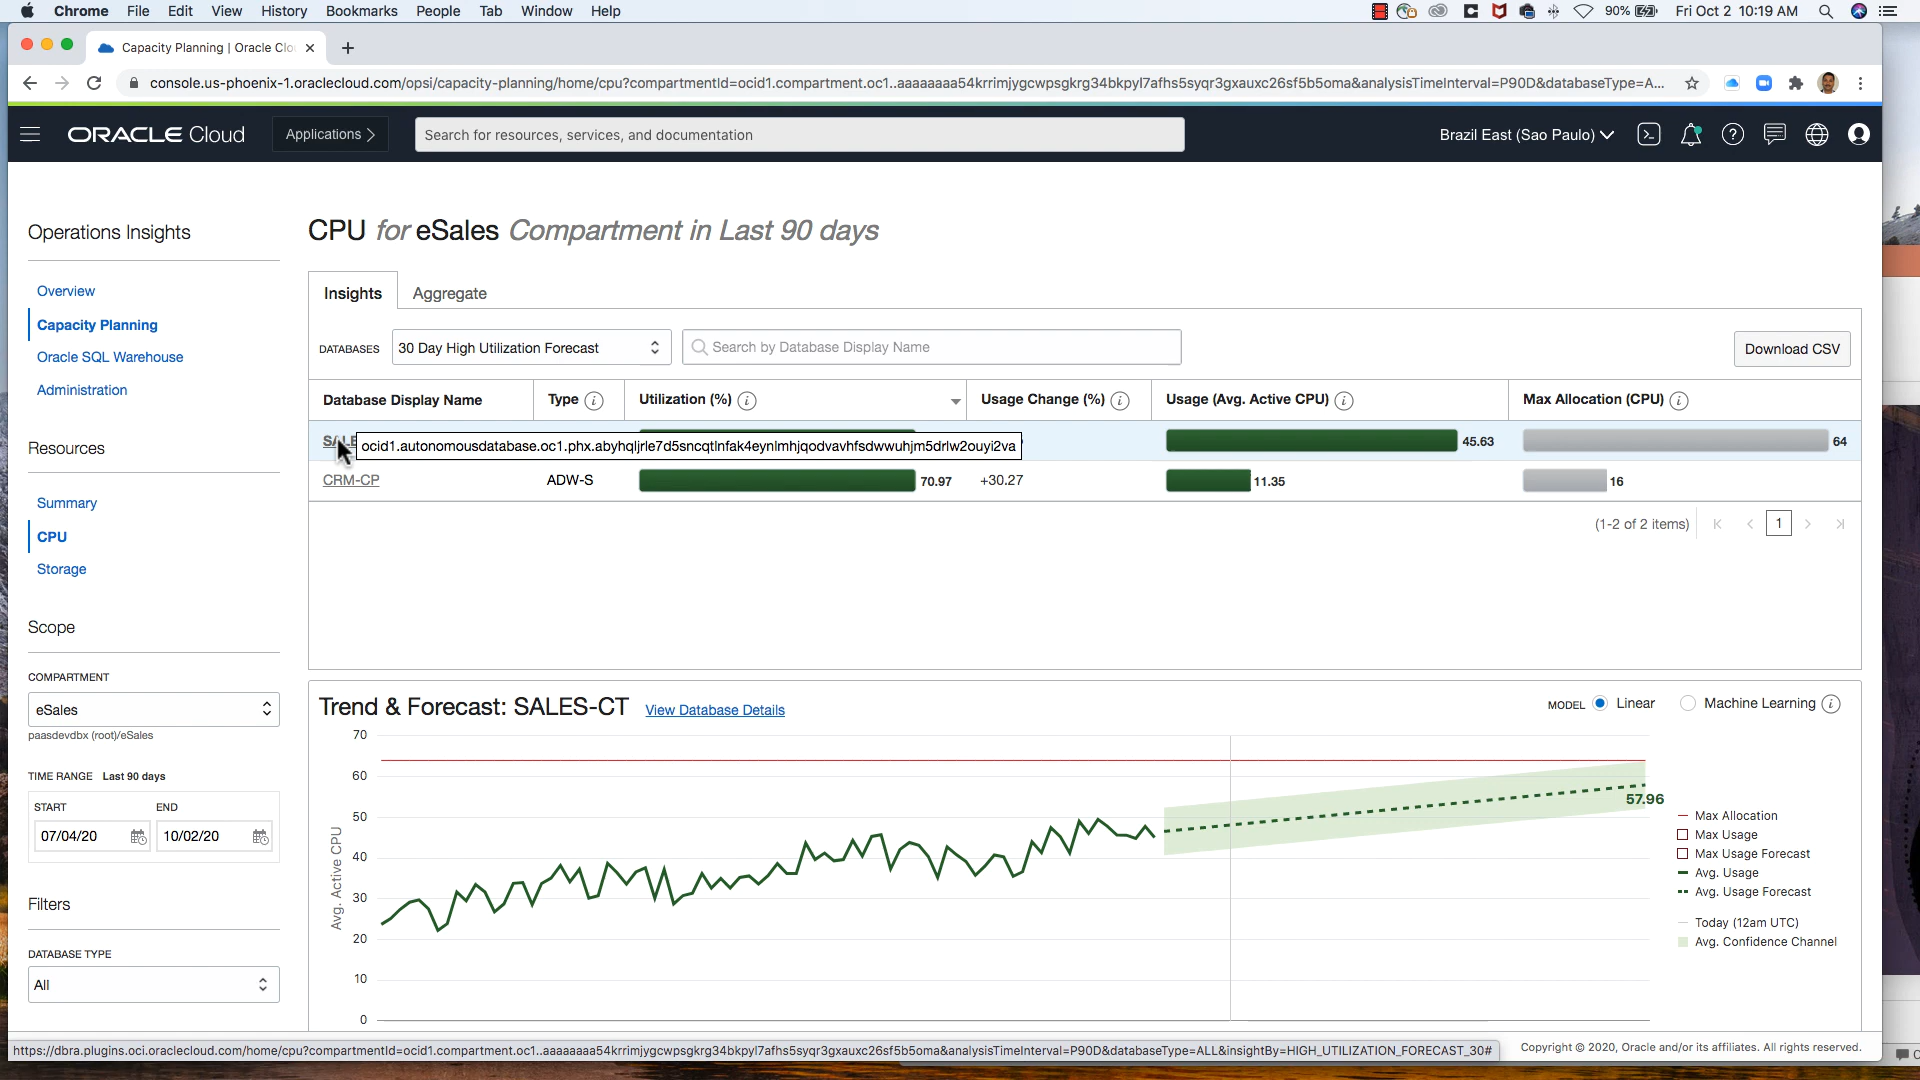 Chrome File Edit View History Bookmarks People Tab Window Help
90% Fri Oct 2 10:19 AM
Capacity Planning | Oracle Clo
console.us-phoenix-1.oraclecloud.com/opsi/capacity-planning/home/cpu?compartmentId=ocid1.compartment.oc1..aaaaaaaa54krrimjygcwpsgkrg34bkpyl7afhs5syqr3gxauxc26sf5b5oma&analysisTimeInterval=P90D&databaseType=A...
ORACLE Cloud Applications Search for resources, services, and documentation Brazil East (Sao Paulo)
Operations Insights
Overview
Capacity Planning
Oracle SQL Warehouse
Administration
Resources
Summary
CPU
Storage
Scope
COMPARTMENT
eSales
paasdevdbx (root)/eSales
TIME RANGE Last 90 days
START END
07/04/20 10/02/20
Filters
DATABASE TYPE
All
CPU for eSales Compartment in Last 90 days
Insights Aggregate
DATABASES 30 Day High Utilization Forecast Search by Database Display Name Download CSV
Database Display Name Type Utilization (%) Usage Change (%) Usage (Avg. Active CPU) Max Allocation (CPU)
SALE ocid1.autonomousdatabase.oc1.phx.abyhqljrle7d5sncqtlnfak4eynlmhjqodvavhfsdwwuhjm5drlw2ouyi2va 45.63 64
CRM-CP ADW-S 70.97 +30.27 11.35 16
(1-2 of 2 items) 1
Trend & Forecast: SALES-CT View Database Details MODEL Linear Machine Learning
70
60
50
40
30
20
10
0
Avg. Active CPU
57.96
Max Allocation
Max Usage
Max Usage Forecast
Avg. Usage
Avg. Usage Forecast
Today (12am UTC)
Avg. Confidence Channel
https://dbra.plugins.oci.oraclecloud.com/home/cpu?compartmentId=ocid1.compartment.oc1..aaaaaaaa54krrimjygcwpsgkrg34bkpyl7afhs5syqr3gxauxc26sf5b5oma&analysisTimeInterval=P90D&databaseType=ALL&insightBy=HIGH_UTILIZATION_FORECAST_30#
Copyright © 2020, Oracle and/or its affiliates. All rights reserved.